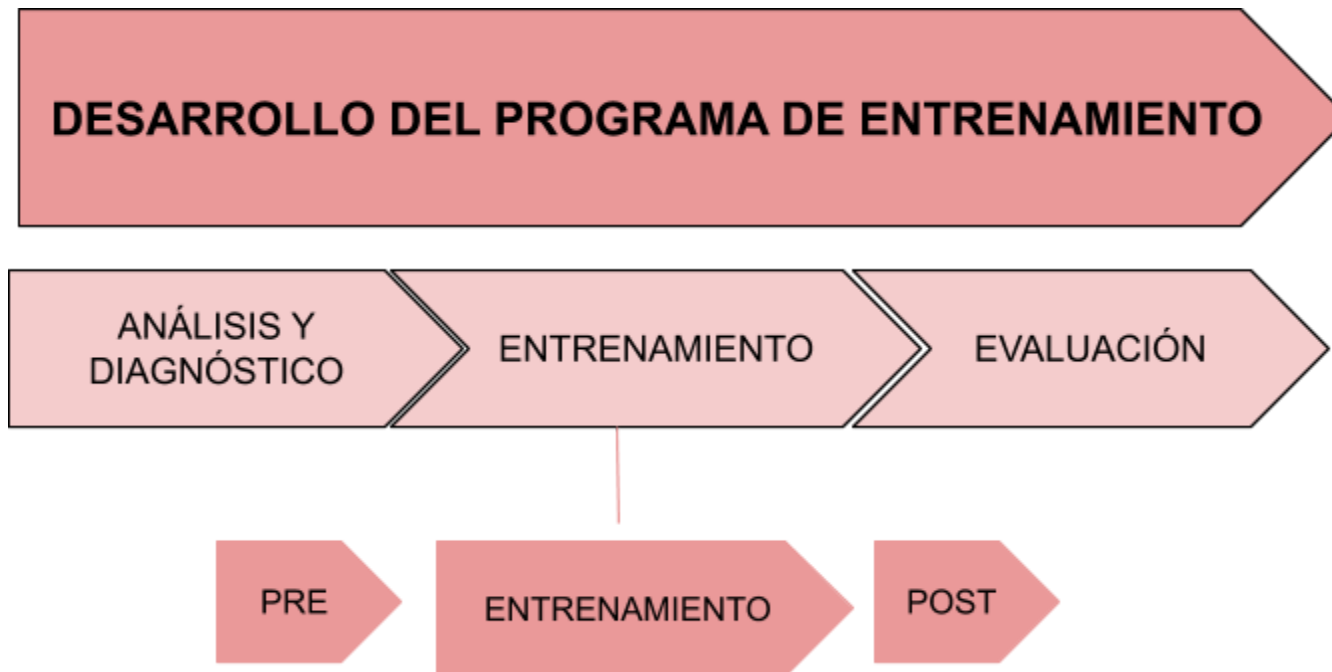 DESARROLLO DEL PROGRAMA DE ENTRENAMIENTO
ANÁLISIS Y
DIAGNÓSTICO
ENTRENAMIENTO
EVALUACIÓN
PRE
ENTRENAMIENTO
POST